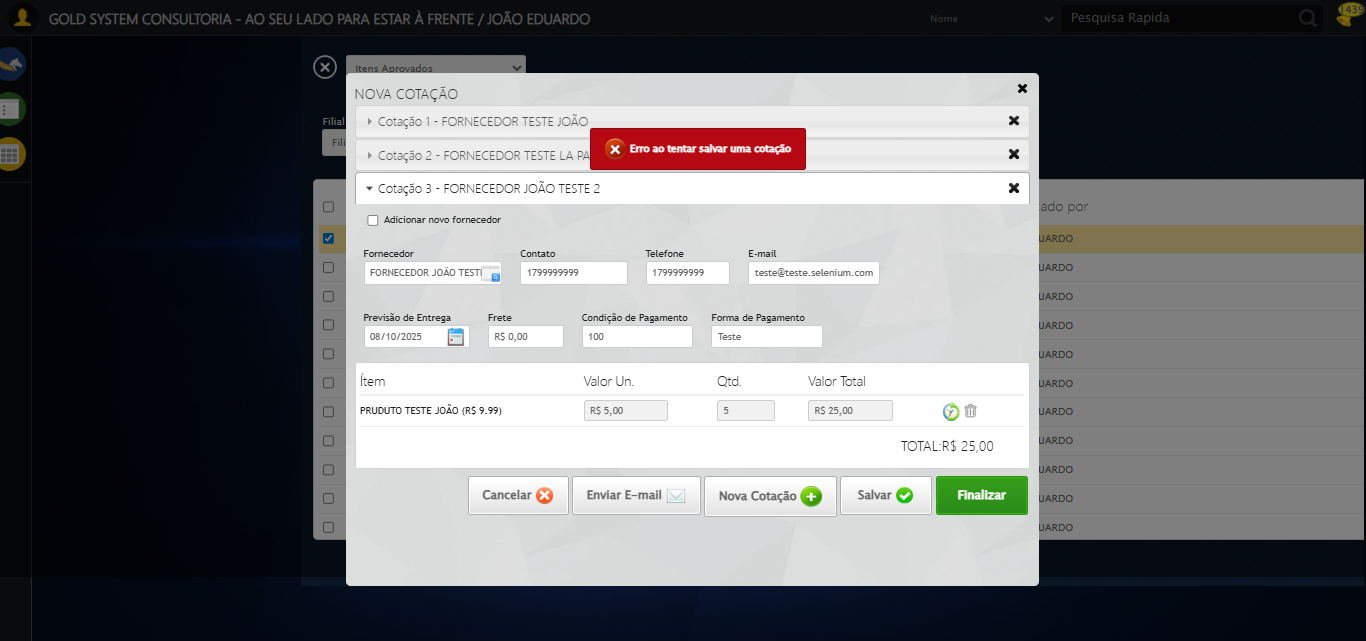 GOLD SYSTEM CONSULTORIA - AO SEU LADO PARA ESTAR À FRENTE / JOÃO EDUARDO
Nome
Pesquisa Rapida
1439
Itens Aprovados
NOVA COTAÇÃO
Filial
Fili
Cotação 1 - FORNECEDOR TESTE JOÃO
Erro ao tentar salvar uma cotação
Cotação 2 - FORNECEDOR TESTE LA PA
Cotação 3 - FORNECEDOR JOÃO TESTE 2
ado por
Adicionar novo fornecedor
UARDO
Fornecedor Contato Telefone E-mail
FORNECEDOR JOÃO TESTE 1799999999 1799999999 teste@teste.selenium.com
UARDO
UARDO
Previsão de Entrega Frete Condição de Pagamento Forma de Pagamento
UARDO
08/10/2025 R$ 0,00 100 Teste
UARDO
Ítem Valor Un. Qtd. Valor Total
UARDO
PRUDUTO TESTE JOÃO (R$ 9.99) R$ 5,00 5 R$ 25,00
UARDO
TOTAL:R$ 25,00
UARDO
UARDO
Cancelar Enviar E-mail Nova Cotação Salvar Finalizar
UARDO
UARDO